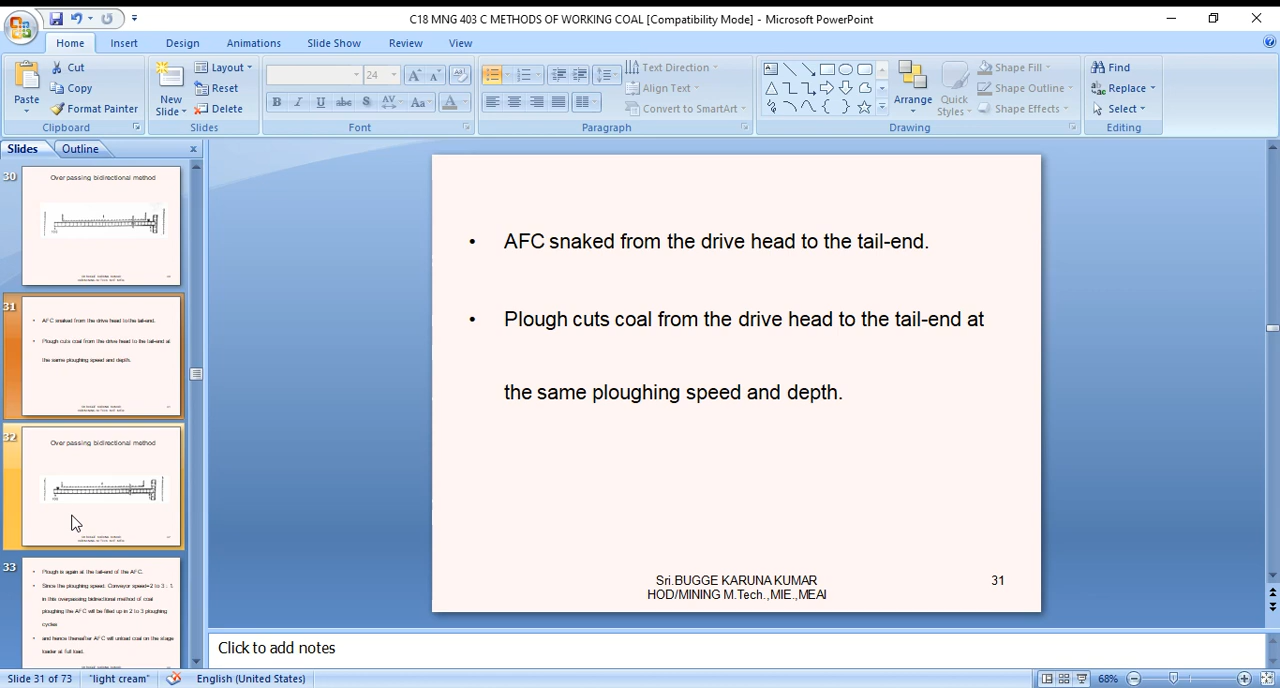 C18 MNG 403 C METHODS OF WORKING COAL [Compatibility Mode] - Microsoft PowerPoint
Home Insert Design Animations Slide Show Review View
Paste
Cut
Copy
Format Painter
Clipboard
New Slide
Layout
Reset
Delete
Slides
24
B I U abc S AV Aa A
Font
Text Direction
Align Text
Convert to SmartArt
Paragraph
Arrange
Quick Styles
Shape Fill
Shape Outline
Shape Effects
Drawing
Find
Replace
Select
Editing
Slides Outline
30
Over passing bidirectional method
31
• AFC snaked from the drive head to the tail-end.
• Plough cuts coal from the drive head to the tail-end at
the same ploughing speed and depth.
32
Over passing bidirectional method
33
• Plough is again at the tail-end of the AFC.
• Since the ploughing speed. Conveyor speed=2 to 3 : 1.
in this overpassing bidirectional method of coal
ploughing the AFC will be filled up in 2 to 3 ploughing
cycles
• and hence thereafter AFC will unload coal on the stage
loader at full load.
• AFC snaked from the drive head to the tail-end.
• Plough cuts coal from the drive head to the tail-end at
the same ploughing speed and depth.
Sri.BUGGE KARUNA KUMAR
HOD/MINING M.Tech.,MIE.,MEAI
31
Click to add notes
Slide 31 of 73 "light cream" English (United States) 68%